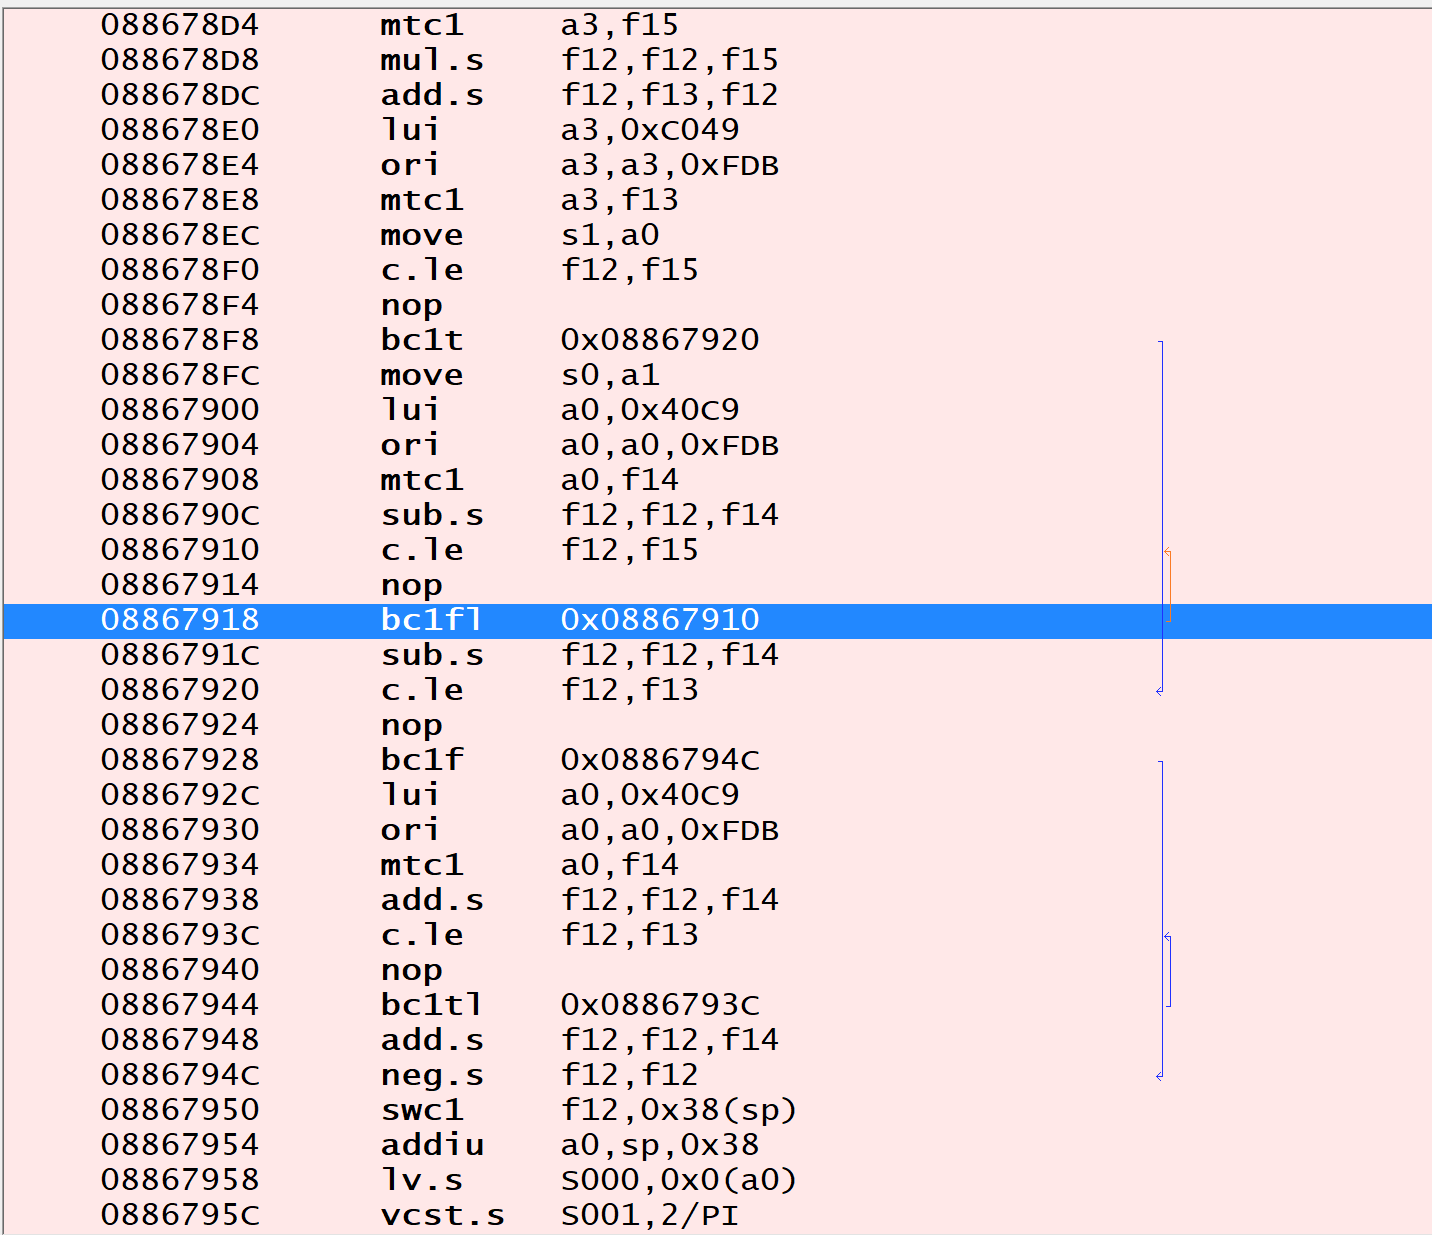 088678D4 mtc1 a3,f15
088678D8 mul.s f12,f12,f15
088678DC add.s f12,f13,f12
088678E0 lui a3,0xC049
088678E4 ori a3,a3,0xFDB
088678E8 mtc1 a3,f13
088678EC move s1,a0
088678F0 c.le f12,f15
088678F4 nop
088678F8 bc1t 0x08867920
088678FC move s0,a1
08867900 lui a0,0x40C9
08867904 ori a0,a0,0xFDB
08867908 mtc1 a0,f14
0886790C sub.s f12,f12,f14
08867910 c.le f12,f15
08867914 nop
08867918 bc1fl 0x08867910
0886791C sub.s f12,f12,f14
08867920 c.le f12,f13
08867924 nop
08867928 bc1f 0x0886794C
0886792C lui a0,0x40C9
08867930 ori a0,a0,0xFDB
08867934 mtc1 a0,f14
08867938 add.s f12,f12,f14
0886793C c.le f12,f13
08867940 nop
08867944 bc1tl 0x0886793C
08867948 add.s f12,f12,f14
0886794C neg.s f12,f12
08867950 swc1 f12,0x38(sp)
08867954 addiu a0,sp,0x38
08867958 lv.s S000,0x0(a0)
0886795C vcst.s S001,2/PI